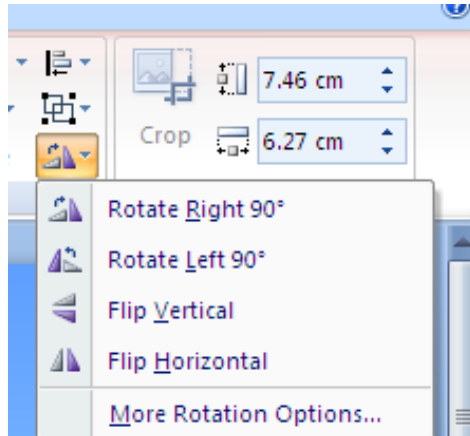 7.46 cm
Crop
6.27 cm
Rotate Right 90°
Rotate Left 90°
Flip Vertical
Flip Horizontal
More Rotation Options...